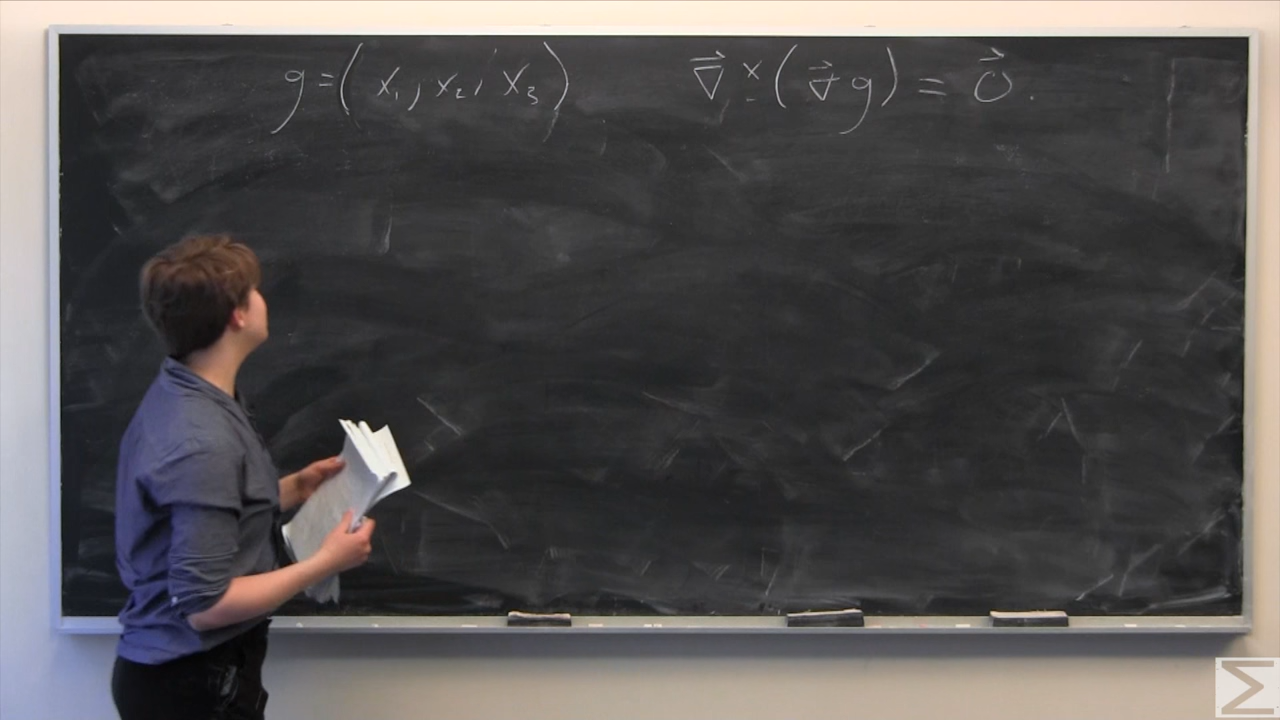 g = ( x₁, x₂, x₃ ) ∇⃗ × ( ∇⃗ g ) = 0⃗ .
Σ